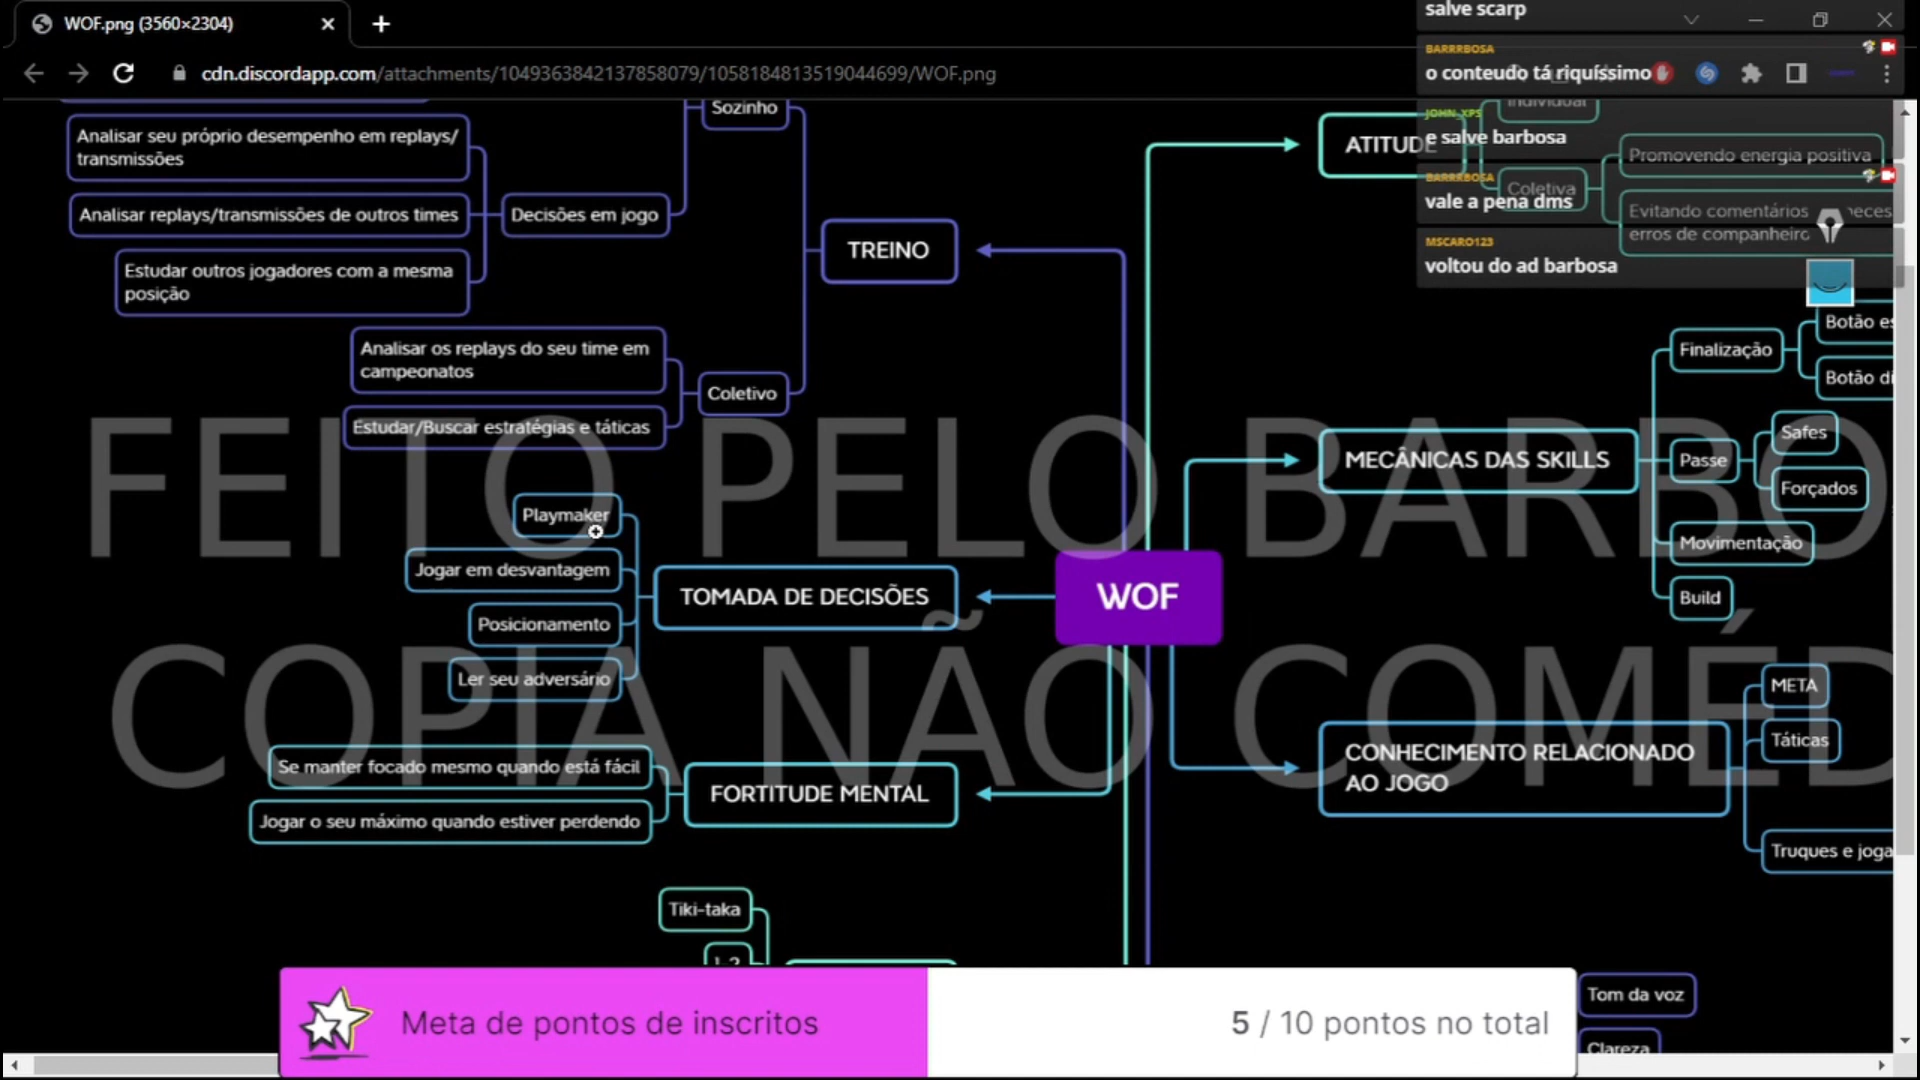 WOF.png (3560×2304)
cdn.discordapp.com/attachments/1049363842137858079/1058184813519044699/WOF.png
salve scarp
BARRRBOSA
o conteudo tá riquíssimo
JOHN_XPS
e salve barbosa
BARRRBOSA
vale a pena dms
MSCARO123
voltou do ad barbosa
Sozinho
Analisar seu próprio desempenho em replays/
transmissões
Analisar replays/transmissões de outros times
Decisões em jogo
Estudar outros jogadores com a mesma
posição
TREINO
Analisar os replays do seu time em
campeonatos
Coletivo
Estudar/Buscar estratégias e táticas
Individual
ATITUDE
Coletiva
Promovendo energia positiva
Evitando comentários
erros de companheiro
Finalização
Botão
Botão
MECÂNICAS DAS SKILLS
Passe
Safes
Forçados
Movimentação
Build
FEITO PELO BARBO
COPIA NÃO COMÉD
Playmaker
Jogar em desvantagem
TOMADA DE DECISÕES
Posicionamento
Ler seu adversário
WOF
META
Táticas
CONHECIMENTO RELACIONADO
AO JOGO
Truques e joga
Se manter focado mesmo quando está fácil
FORTITUDE MENTAL
Jogar o seu máximo quando estiver perdendo
Tiki-taka
Tom da voz
Clareza
Meta de pontos de inscritos
5 / 10 pontos no total